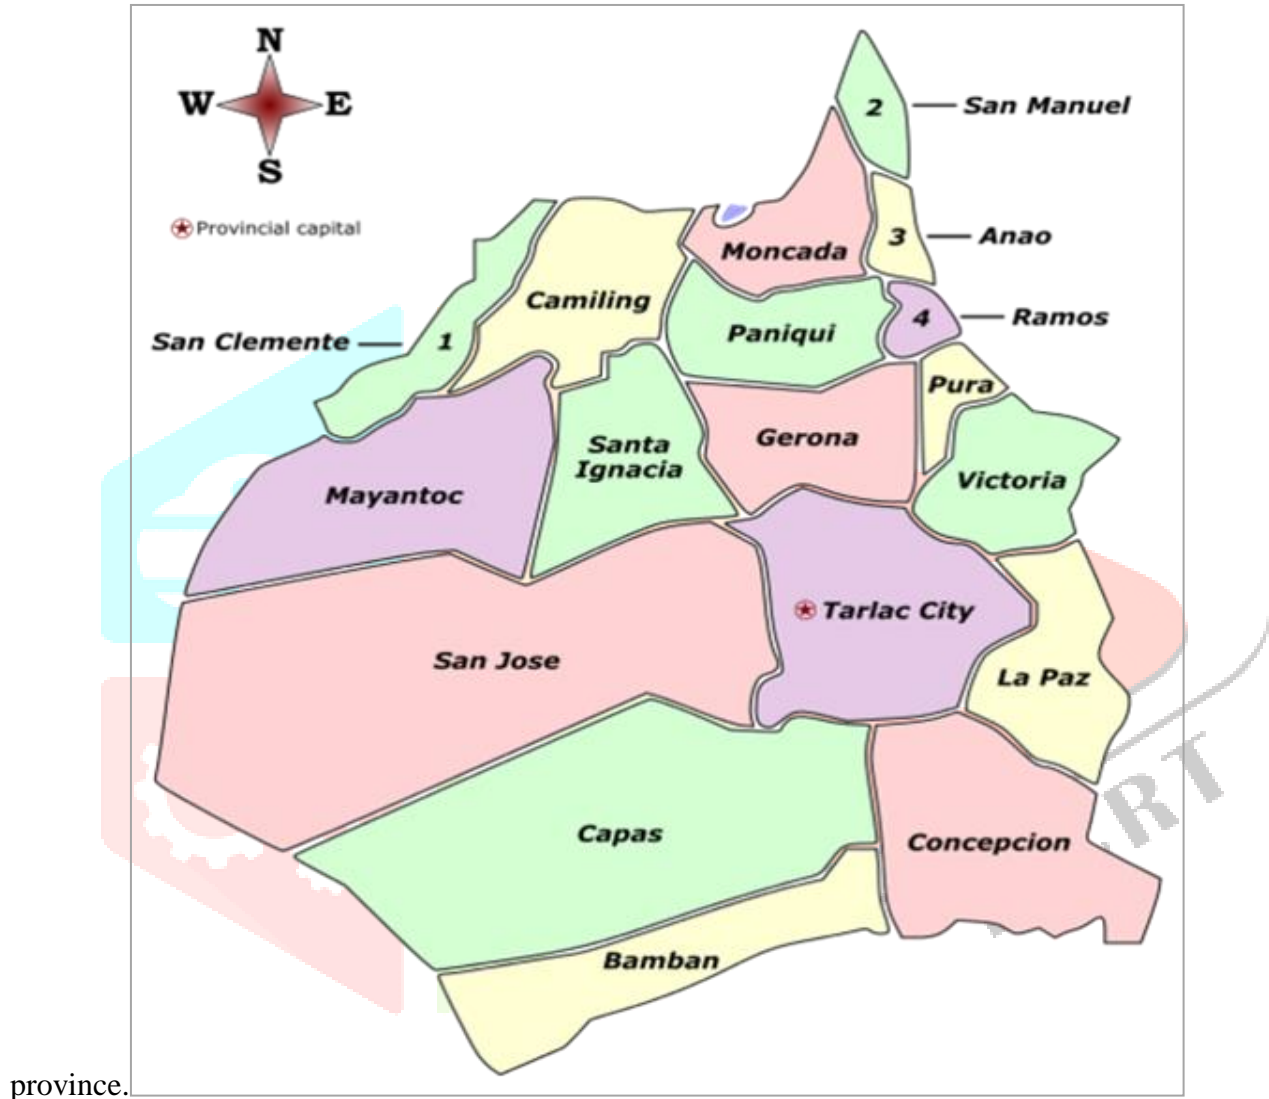 N
W E
S
Provincial capital
2 San Manuel
3 Anao
Moncada
Camiling
4 Ramos
Paniqui
San Clemente 1
Pura
Gerona
Santa
Ignacia
Victoria
Mayantoc
Tarlac City
San Jose
La Paz
Capas
Concepcion
RT
Bamban
province.